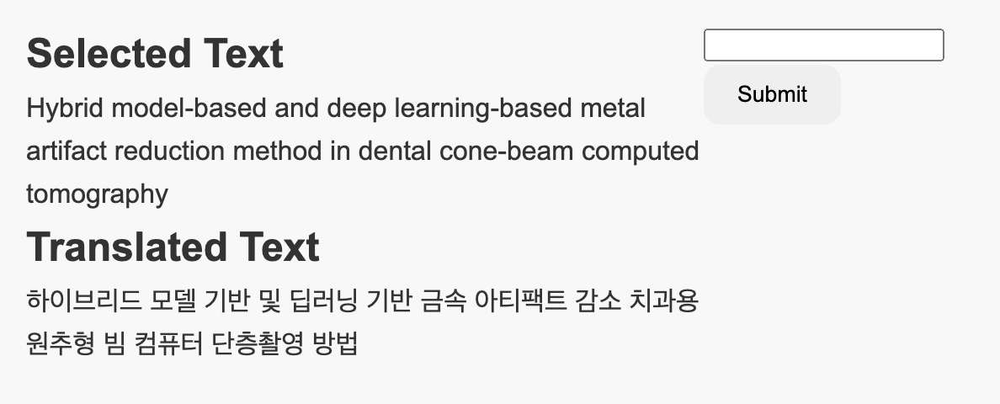 Selected Text
Hybrid model-based and deep learning-based metal
artifact reduction method in dental cone-beam computed
tomography
Translated Text
하이브리드 모델 기반 및 딥러닝 기반 금속 아티팩트 감소 치과용
원추형 빔 컴퓨터 단층촬영 방법
Submit